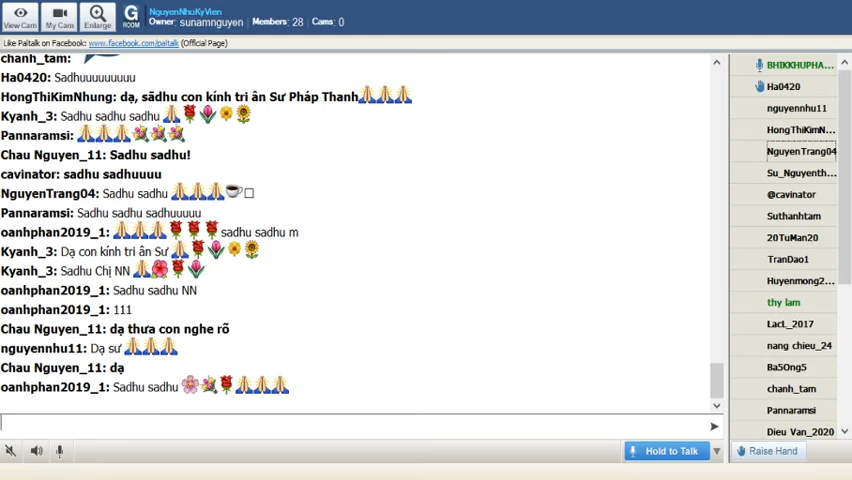 NguyenNhuKyVien
Owner: sunamnguyen Members: 28 Cams: 0
View Cam My Cam Enlarge G ROOM
Like Paltalk on Facebook: www.facebook.com/paltalk (Official Page)
chanh_tam:
Ha0420: Sadhuuuuuuuuu
HongThiKimNhung: dạ, sādhu con kính tri ân Sư Pháp Thanh
Kyanh_3: Sadhu sadhu sadhu
Pannaramsi:
Chau Nguyen_11: Sadhu sadhu!
cavinator: sadhu sadhuuuu
NguyenTrang04: Sadhu sadhu
Pannaramsi: Sadhu sadhu sadhuuuuu
oanhphan2019_1: sadhu sadhu m
Kyanh_3: Dạ con kính tri ân Sư
Kyanh_3: Sadhu Chị NN
oanhphan2019_1: Sadhu sadhu NN
oanhphan2019_1: 111
Chau Nguyen_11: dạ thưa con nghe rõ
nguyennhu11: Dạ sư
Chau Nguyen_11: dạ
oanhphan2019_1: Sadhu sadhu
Hold to Talk
BHIKKHUPHA...
Ha0420
nguyennhu11
HongThiKimN...
NguyenTrang04
Su_Nguyenth...
@cavinator
Suthanhtam
20TuMan20
TranDao1
Huyenmong2...
thy lam
LacL_2017
nang chieu_24
Ba5Ong5
chanh_tam
Pannaramsi
Dieu Van_2020
Raise Hand